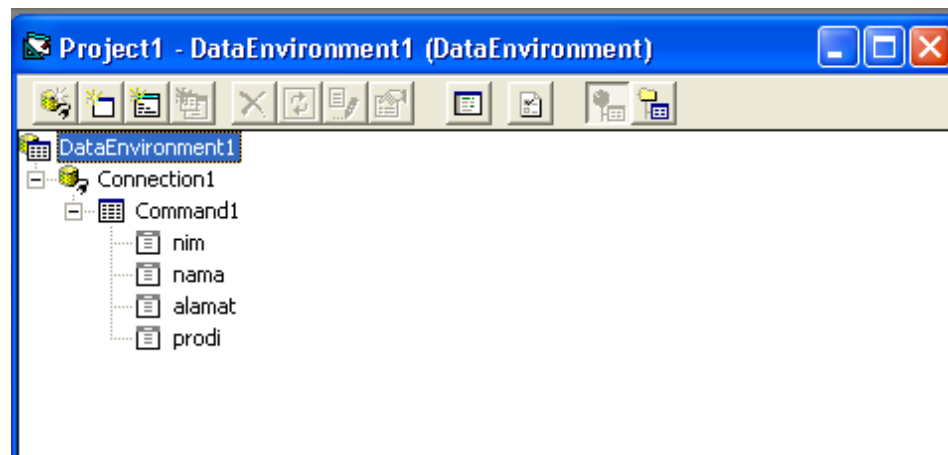 Project1 - DataEnvironment1 (DataEnvironment)
DataEnvironment1
Connection1
Command1
nim
nama
alamat
prodi